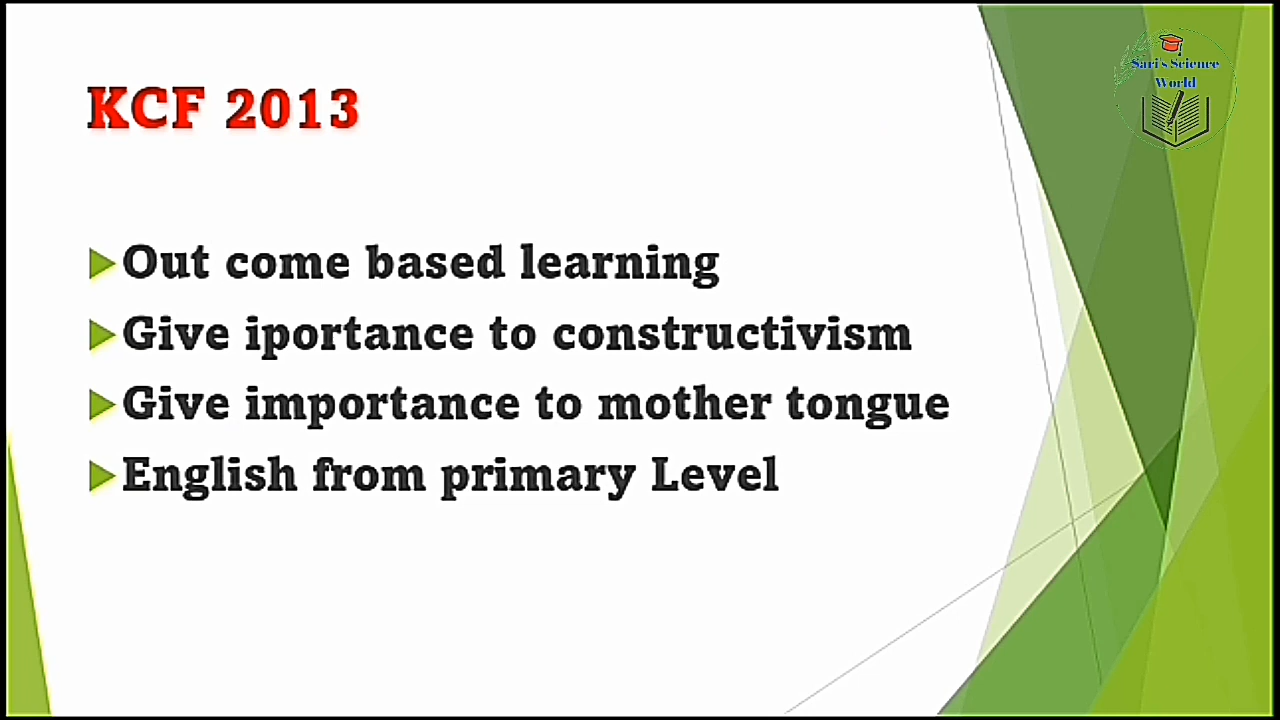 KCF 2013
Sari's Science
World
Out come based learning
Give iportance to constructivism
Give importance to mother tongue
English from primary Level